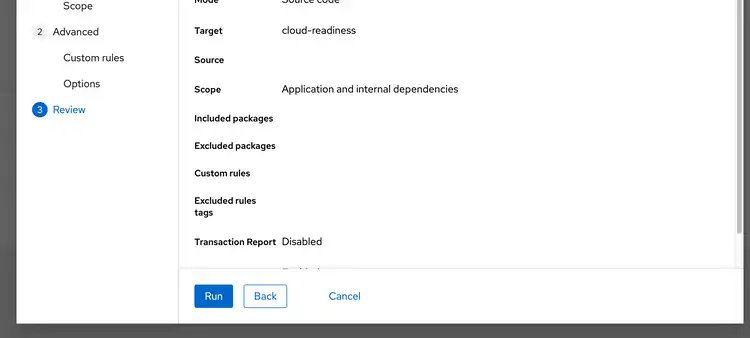 Scope
2 Advanced
Custom rules
Options
3 Review
Mode Source code
Target cloud-readiness
Source
Scope Application and internal dependencies
Included packages
Excluded packages
Custom rules
Excluded rules
tags
Transaction Report Disabled
Run Back Cancel